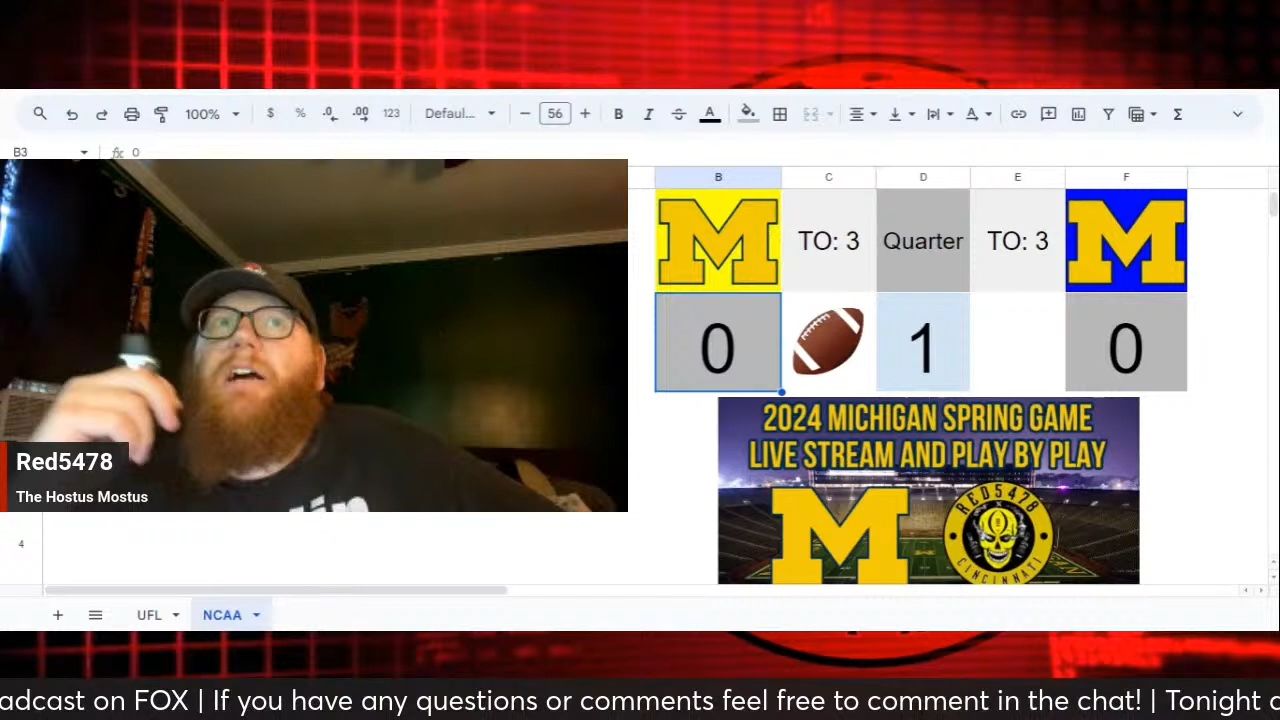 100%
$
%
.0
.00
123
Defaul...
56
B
I
A
Σ
B3
fx
0
B
C
D
E
F
M
TO: 3
Quarter
TO: 3
M
0
1
0
2024 MICHIGAN SPRING GAME
LIVE STREAM AND PLAY BY PLAY
M
RED5478
CINCINNATI
Red5478
The Hostus Mostus
4
UFL
NCAA
adcast on FOX | If you have any questions or comments feel free to comment in the chat! | Tonight